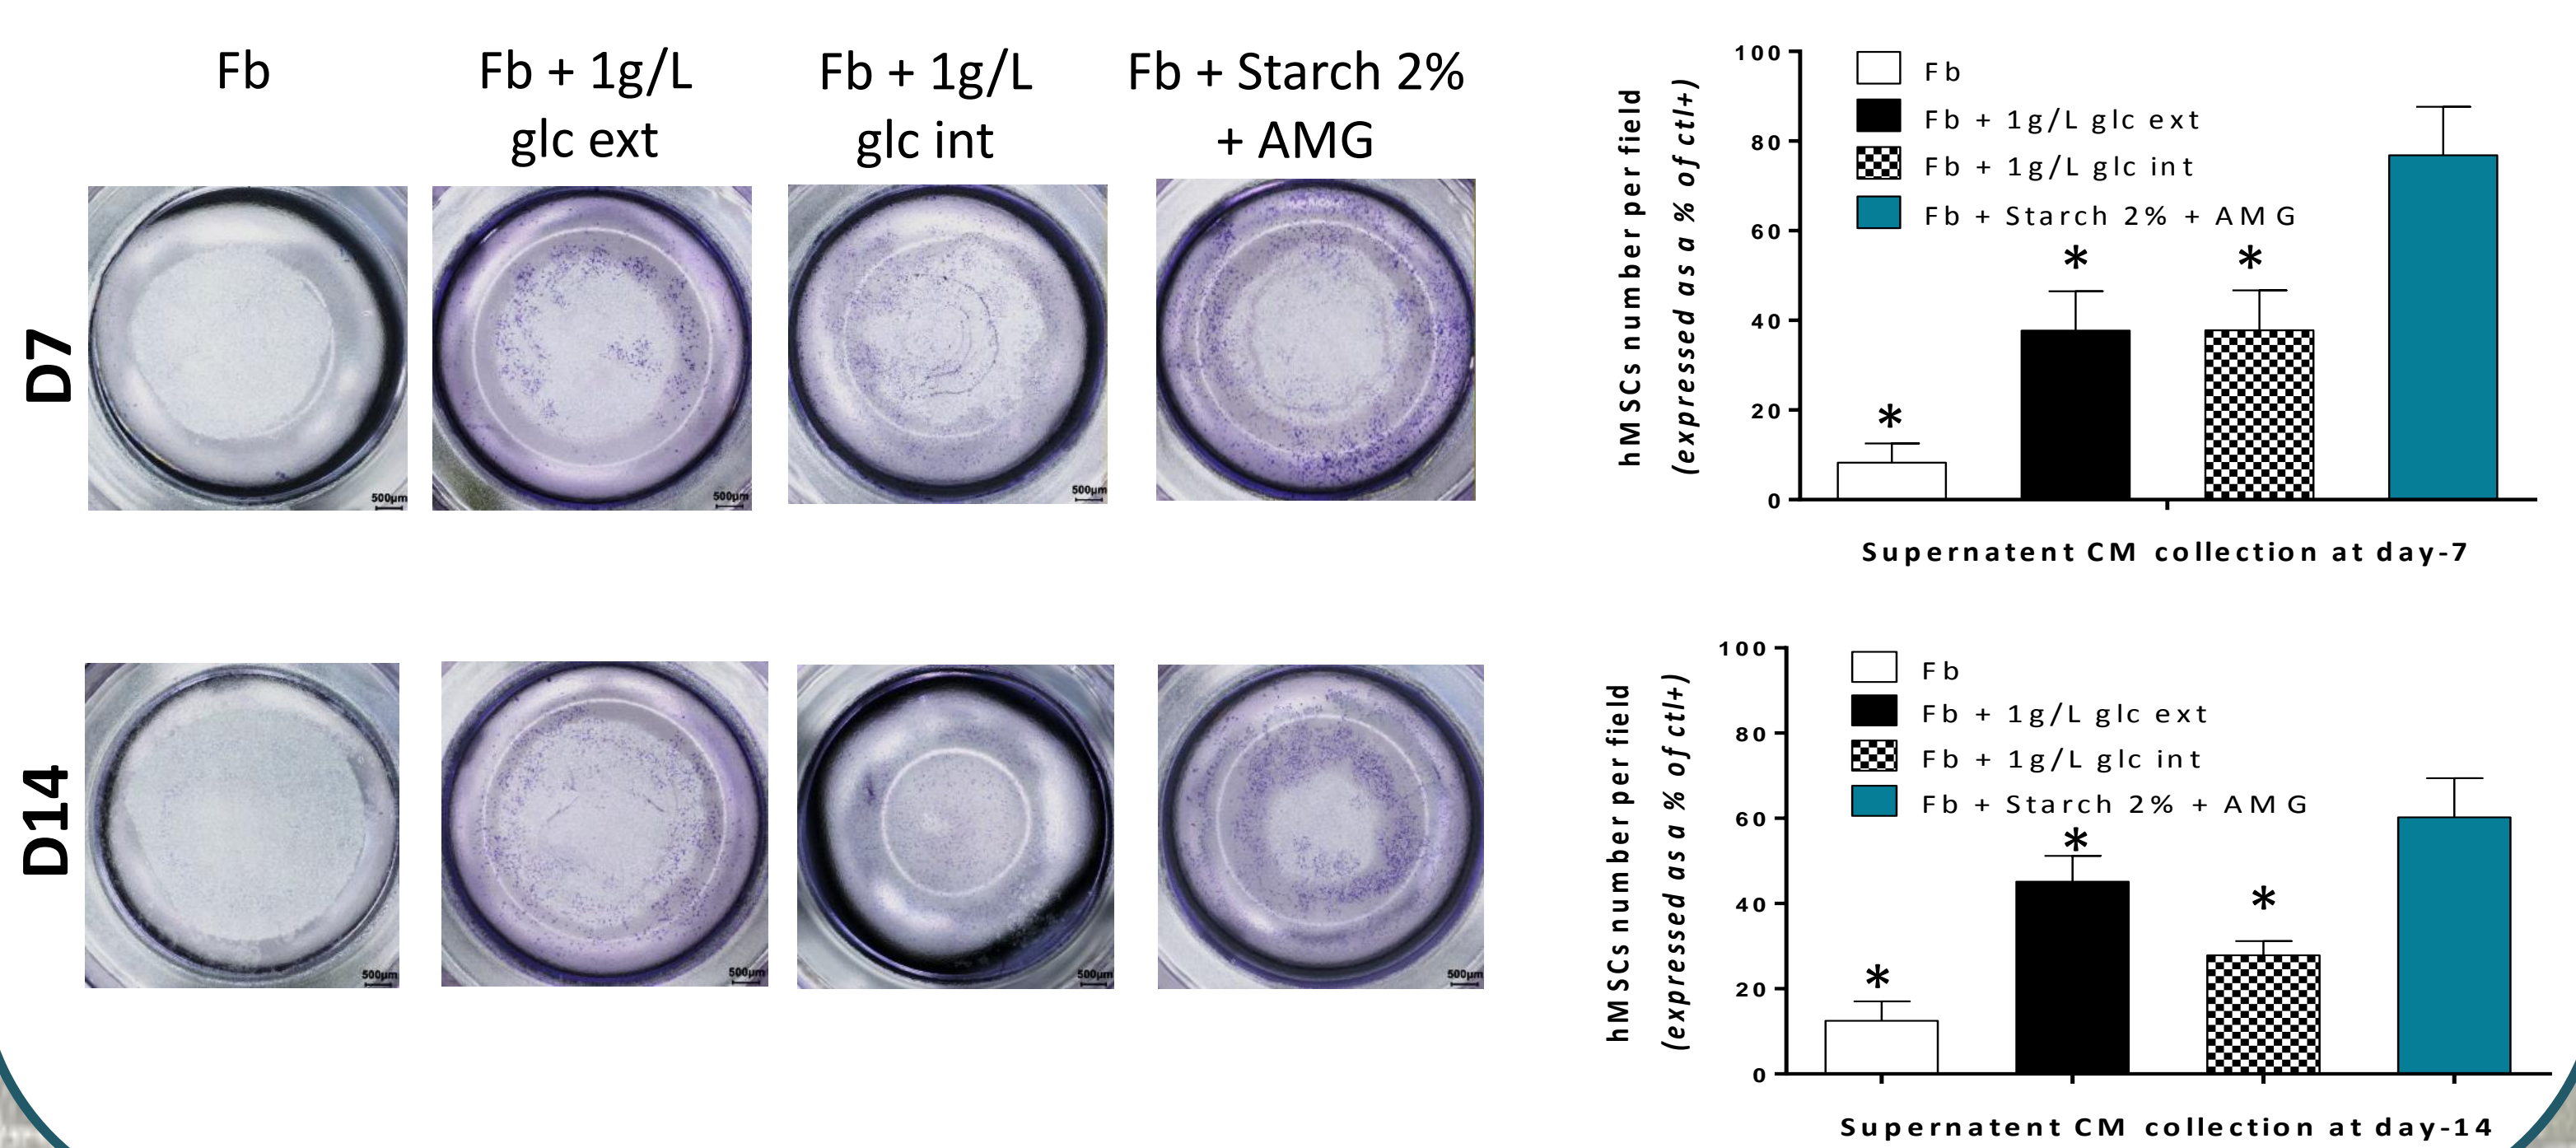 Fb
Fb + 1g/L
glc ext
Fb + 1g/L
glc int
Fb + Starch 2%
+ AMG
D7
500µm
500µm
500µm
D14
500µm
500µm
500µm
500µm
hMSCs number per field
(expressed as a % of ctl+)
100
80
60
40
20
0
Fb
Fb + 1g/L glc ext
Fb + 1g/L glc int
Fb + Starch 2% + AMG
*
*
*
Supernatent CM collection at day-7
hMSCs number per field
(expressed as a % of ctl+)
100
80
60
40
20
0
Fb
Fb + 1g/L glc ext
Fb + 1g/L glc int
Fb + Starch 2% + AMG
*
*
*
Supernatent CM collection at day-14